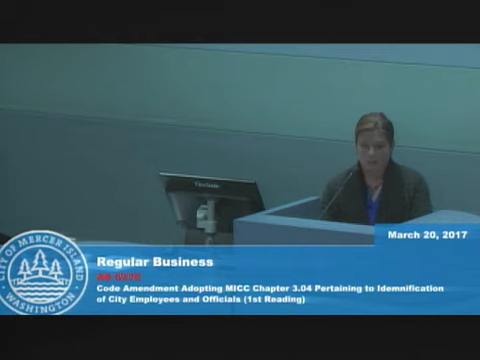 ViewSonic
March 20, 2017
Regular Business
Code Amendment Adopting MICC Chapter 3.04 Pertaining to Idemnification
of City Employees and Officials (1st Reading)
CITY OF MERCER ISLAND
WASHINGTON